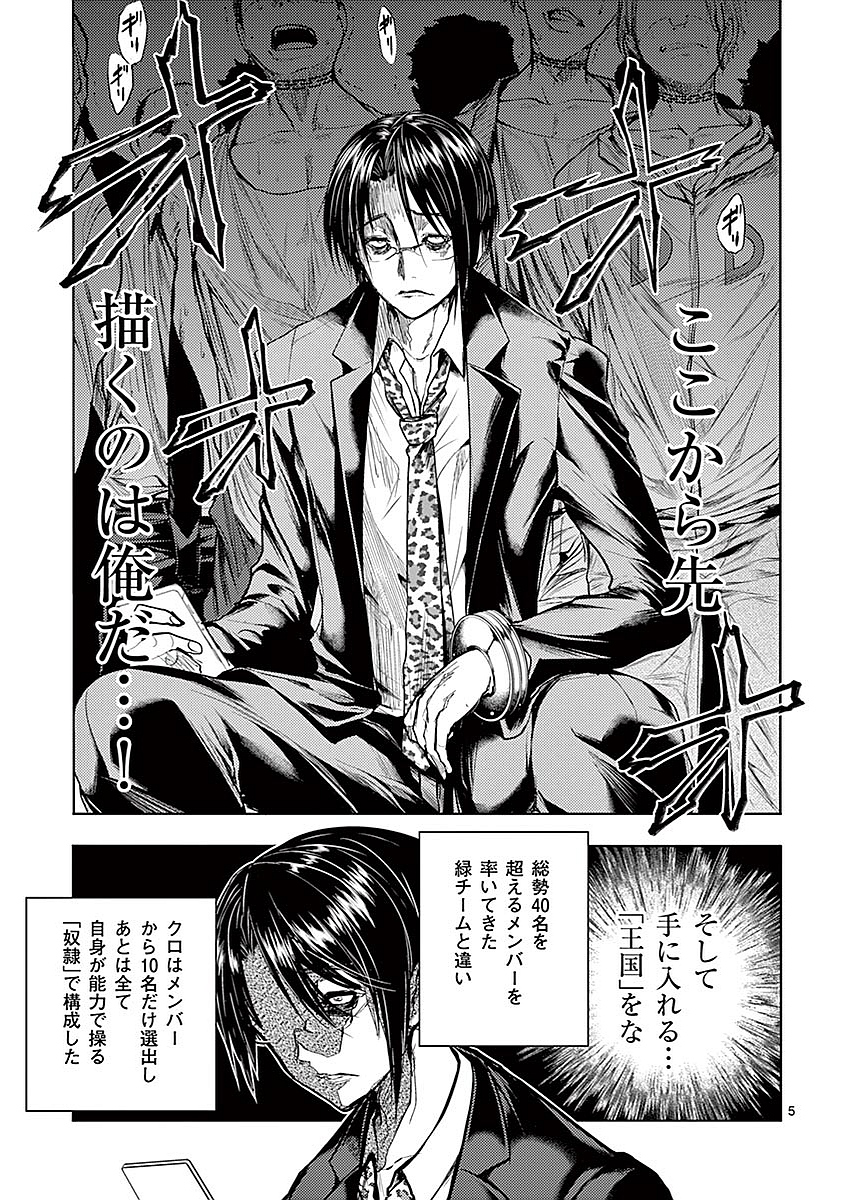 ギリ
ギリ
ギリ
ギリ
ギリ
オ
オ
オ
オ
ここから先
描くのは俺だ…!
そして
手に入れる…
「王国」をな
総勢40名を
超えるメンバーを
率いてきた
緑チームと違い
クロはメンバー
から10名だけ選出し
あとは全て
自身が能力で操る
「奴隷」で構成した
5